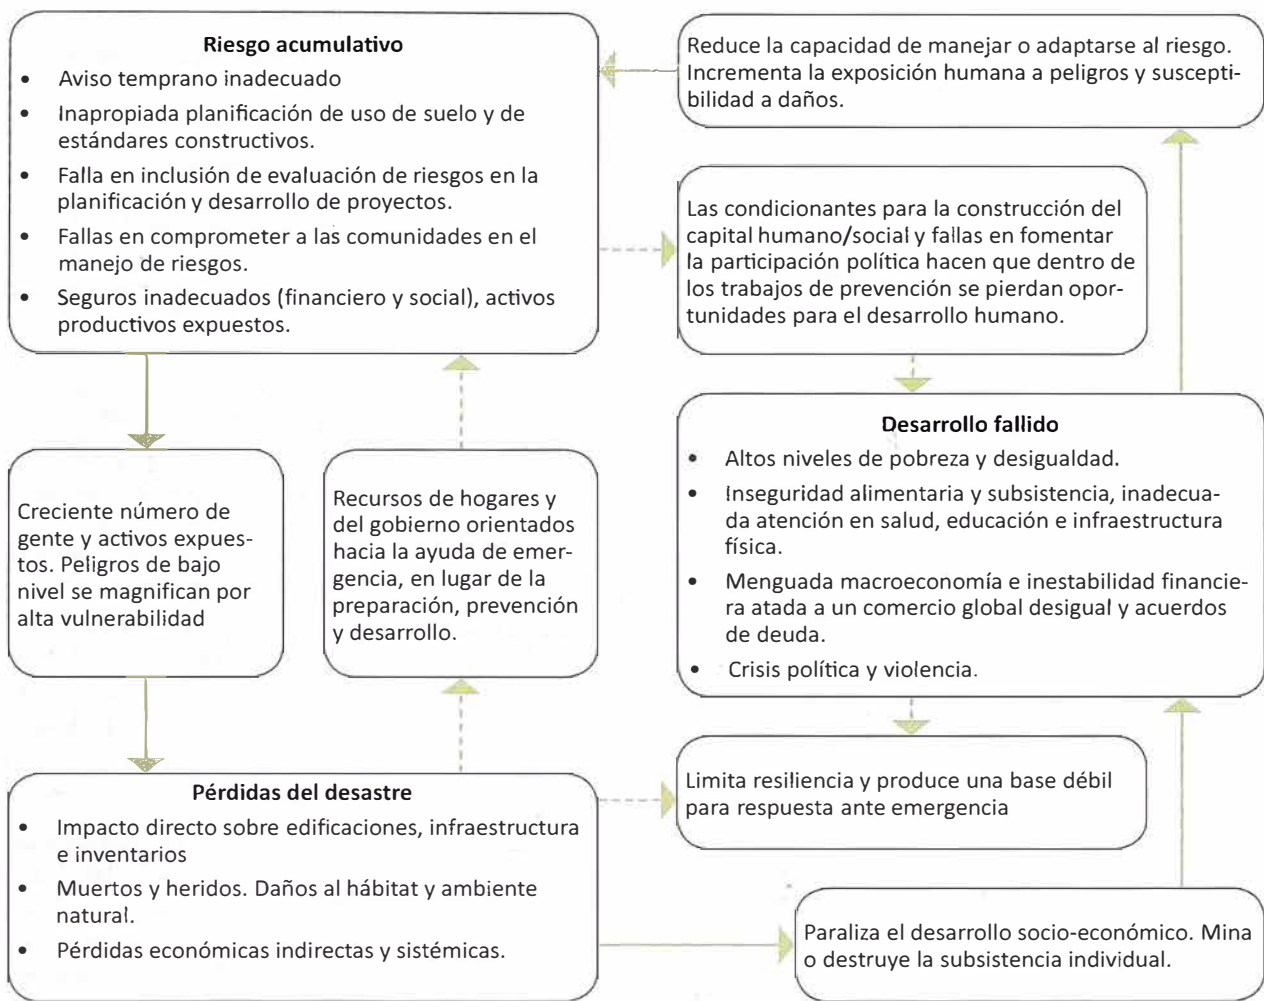 Riesgo acumulativo
• Aviso temprano inadecuado
• Inapropiada planificación de uso de suelo y de
estándares constructivos.
• Falla en inclusión de evaluación de riesgos en la
planificación y desarrollo de proyectos.
• Fallas en comprometer a las comunidades en el
manejo de riesgos.
• Seguros inadecuados (financiero y social), activos
productivos expuestos.
Reduce la capacidad de manejar o adaptarse al riesgo.
Incrementa la exposición humana a peligros y suscepti-
bilidad a daños.
Las condicionantes para la construcción del
capital humano/social y fallas en fomentar
la participación política hacen que dentro de
los trabajos de prevención se pierdan opor-
tunidades para el desarrollo humano.
Creciente número de
gente y activos expues-
tos. Peligros de bajo
nivel se magnifican por
alta vulnerabilidad
Recursos de hogares y
del gobierno orientados
hacia la ayuda de emer-
gencia, en lugar de la
preparación, prevención
y desarrollo.
Desarrollo fallido
• Altos niveles de pobreza y desigualdad.
• Inseguridad alimentaria y subsistencia, inadecua-
da atención en salud, educación e infraestructura
física.
• Menguada macroeconomía e inestabilidad financie-
ra atada a un comercio global desigual y acuerdos
de deuda.
• Crisis política y violencia.
Pérdidas del desastre
• Impacto directo sobre edificaciones, infraestructura
e inventarios
• Muertos y heridos. Daños al hábitat y ambiente
natural.
• Pérdidas económicas indirectas y sistémicas.
Limita resiliencia y produce una base débil
para respuesta ante emergencia
Paraliza el desarrollo socio-económico. Mina
o destruye la subsistencia individual.